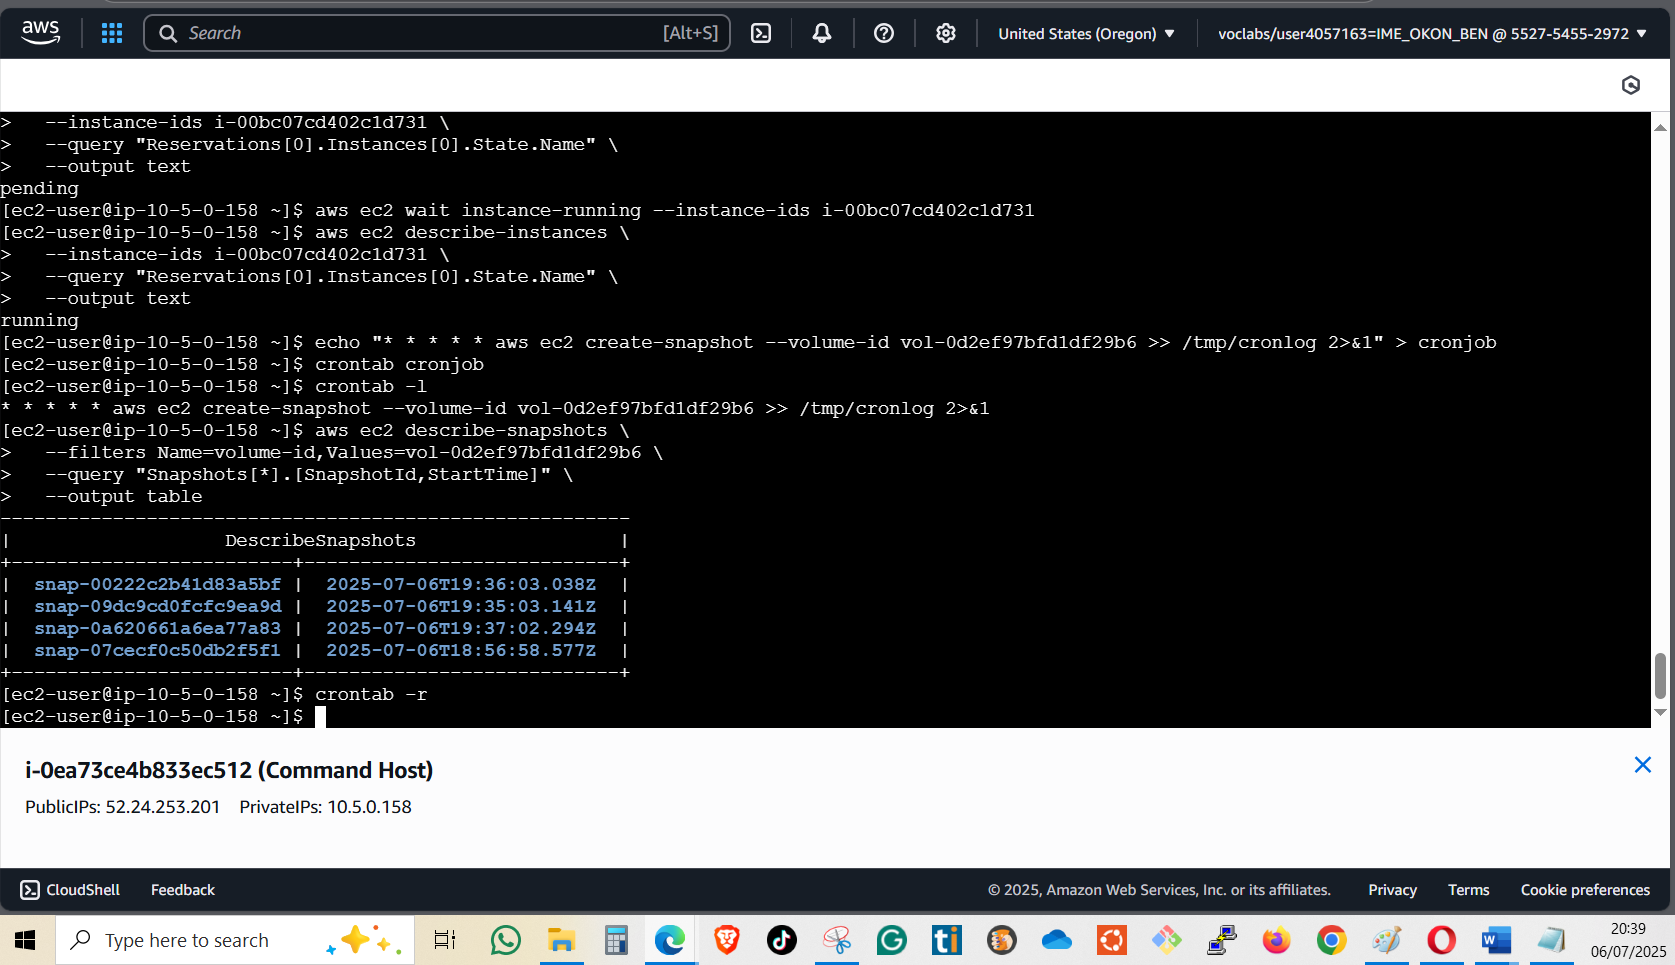 aws
Search [Alt+S]
United States (Oregon) ▼
voclabs/user4057163=IME_OKON_BEN @ 5527-5455-2972 ▼
>   --instance-ids i-00bc07cd402c1d731 \
>   --query "Reservations[0].Instances[0].State.Name" \
>   --output text
pending
[ec2-user@ip-10-5-0-158 ~]$ aws ec2 wait instance-running --instance-ids i-00bc07cd402c1d731
[ec2-user@ip-10-5-0-158 ~]$ aws ec2 describe-instances \
>   --instance-ids i-00bc07cd402c1d731 \
>   --query "Reservations[0].Instances[0].State.Name" \
>   --output text
running
[ec2-user@ip-10-5-0-158 ~]$ echo "* * * * * aws ec2 create-snapshot --volume-id vol-0d2ef97bfd1df29b6 >> /tmp/cronlog 2>&1" > cronjob
[ec2-user@ip-10-5-0-158 ~]$ crontab cronjob
[ec2-user@ip-10-5-0-158 ~]$ crontab -l
* * * * * aws ec2 create-snapshot --volume-id vol-0d2ef97bfd1df29b6 >> /tmp/cronlog 2>&1
[ec2-user@ip-10-5-0-158 ~]$ aws ec2 describe-snapshots \
>   --filters Name=volume-id,Values=vol-0d2ef97bfd1df29b6 \
>   --query "Snapshots[*].[SnapshotId,StartTime]" \
>   --output table
--------------------------------------------------------
|                   DescribeSnapshots                  |
+-------------------------+----------------------------+
|  snap-00222c2b41d83a5bf |  2025-07-06T19:36:03.038Z  |
|  snap-09dc9cd0fcfc9ea9d |  2025-07-06T19:35:03.141Z  |
|  snap-0a620661a6ea77a83 |  2025-07-06T19:37:02.294Z  |
|  snap-07cecf0c50db2f5f1 |  2025-07-06T18:56:58.577Z  |
+-------------------------+----------------------------+
[ec2-user@ip-10-5-0-158 ~]$ crontab -r
[ec2-user@ip-10-5-0-158 ~]$
i-0ea73ce4b833ec512 (Command Host)
PublicIPs: 52.24.253.201 PrivateIPs: 10.5.0.158
CloudShell Feedback © 2025, Amazon Web Services, Inc. or its affiliates. Privacy Terms Cookie preferences
Type here to search
20:39
06/07/2025